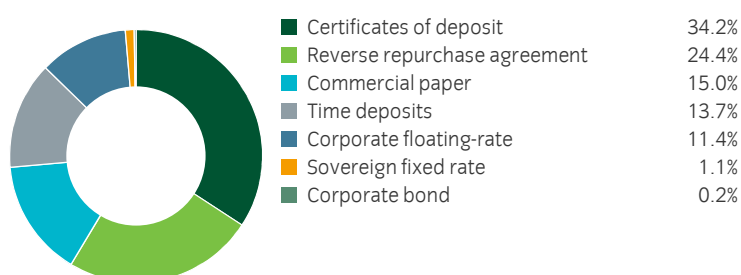 Certificates of deposit 34.2%
Reverse repurchase agreement 24.4%
Commercial paper 15.0%
Time deposits 13.7%
Corporate floating-rate 11.4%
Sovereign fixed rate 1.1%
Corporate bond 0.2%